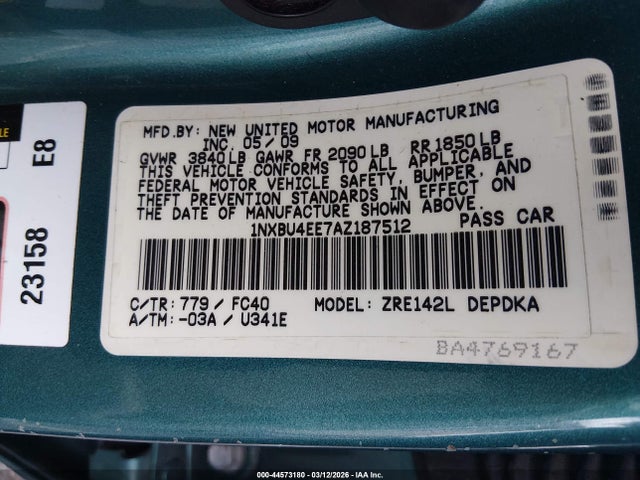 MFD.BY: NEW UNITED MOTOR MANUFACTURING
INC. 05/09
GVWR 3840LB GAWR FR 2090LB RR1850LB
THIS VEHICLE CONFORMS TO ALL APPLICABLE
FEDERAL MOTOR VEHICLE SAFETY, BUMPER, AND
THEFT PREVENTION STANDARDS IN EFFECT ON
THE DATE OF MANUFACTURE SHOWN ABOVE.
1NXBU4EE7AZ187512 PASS CAR
C/TR: 779 / FC40 MODEL: ZRE142L DEPDKA
A/TM: -03A / U341E
BA4769167
E8
23158
000-44573180 - 03/12/2026 - IAA Inc.